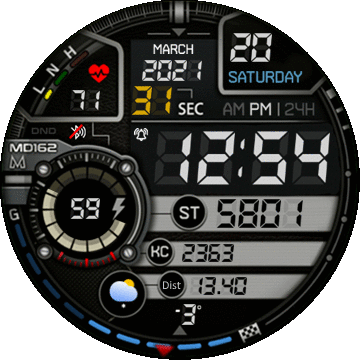 MARCH
2021
20
SATURDAY
L N H
71
31 SEC
AM PM | 24H
DND
MD162
12:54
59
ST 5801
G
KC 2363
Dist 13.40
-3°